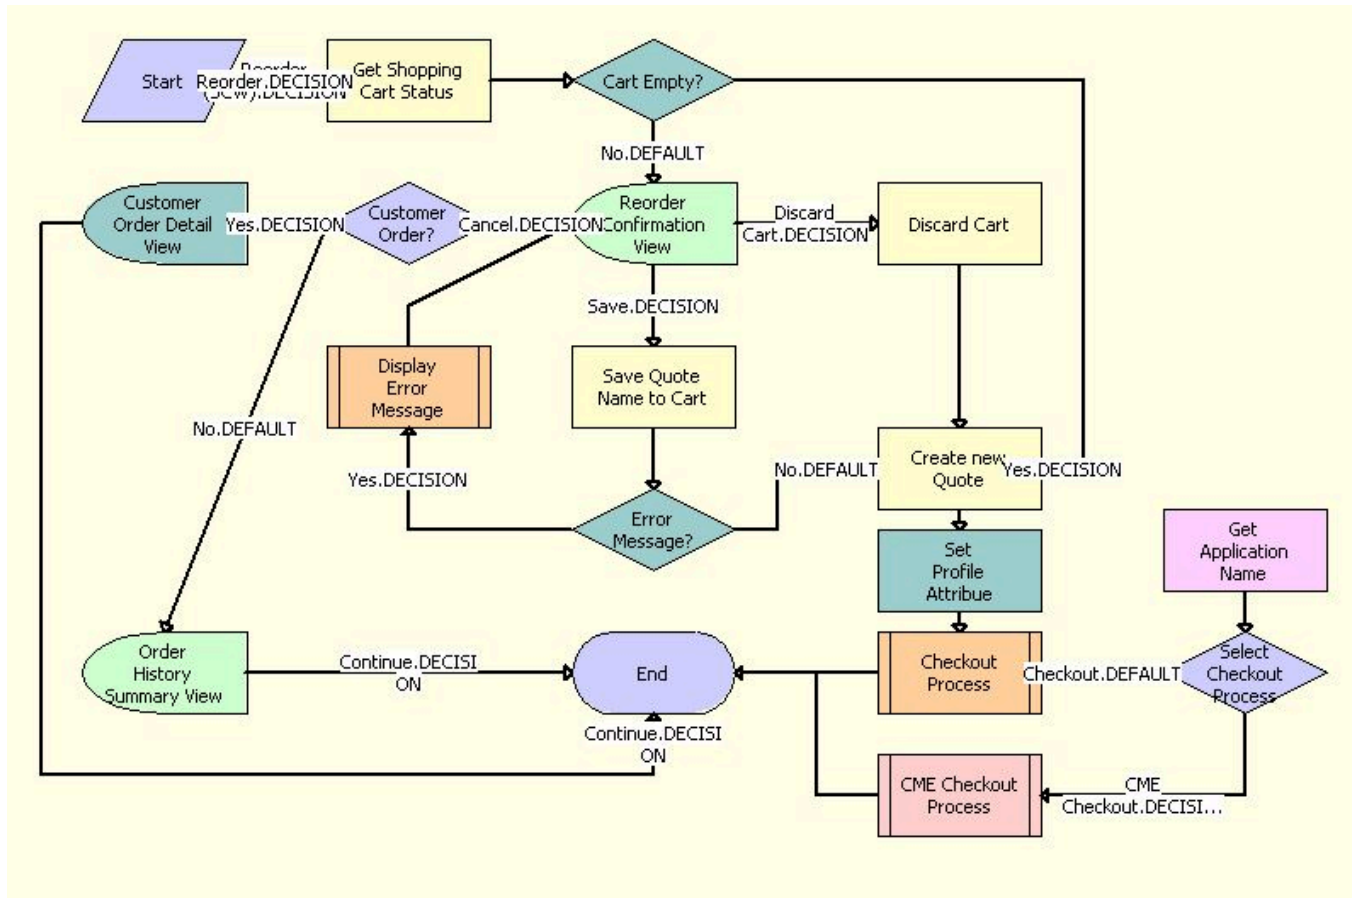 Start
Reorder
Reorder.DECISION
(SCW).DECISION
Get Shopping
Cart Status
Cart Empty?
No.DEFAULT
Customer
Order Detail
View
Yes.DECISION
Customer
Order?
Cancel.DECISION
Reorder
Confirmation
View
Discard
Cart.DECISION
Discard Cart
Save.DECISION
Display
Error
Message
Save Quote
Name to Cart
No.DEFAULT
Yes.DECISION
Error
Message?
No.DEFAULT
Create new
Quote
Yes.DECISION
Set
Profile
Attribue
Get
Application
Name
Order
History
Summary View
Continue.DECISI
ON
End
Continue.DECISI
ON
Checkout
Process
Checkout.DEFAULT
Select
Checkout
Process
CME Checkout
Process
CME
Checkout.DECISI...